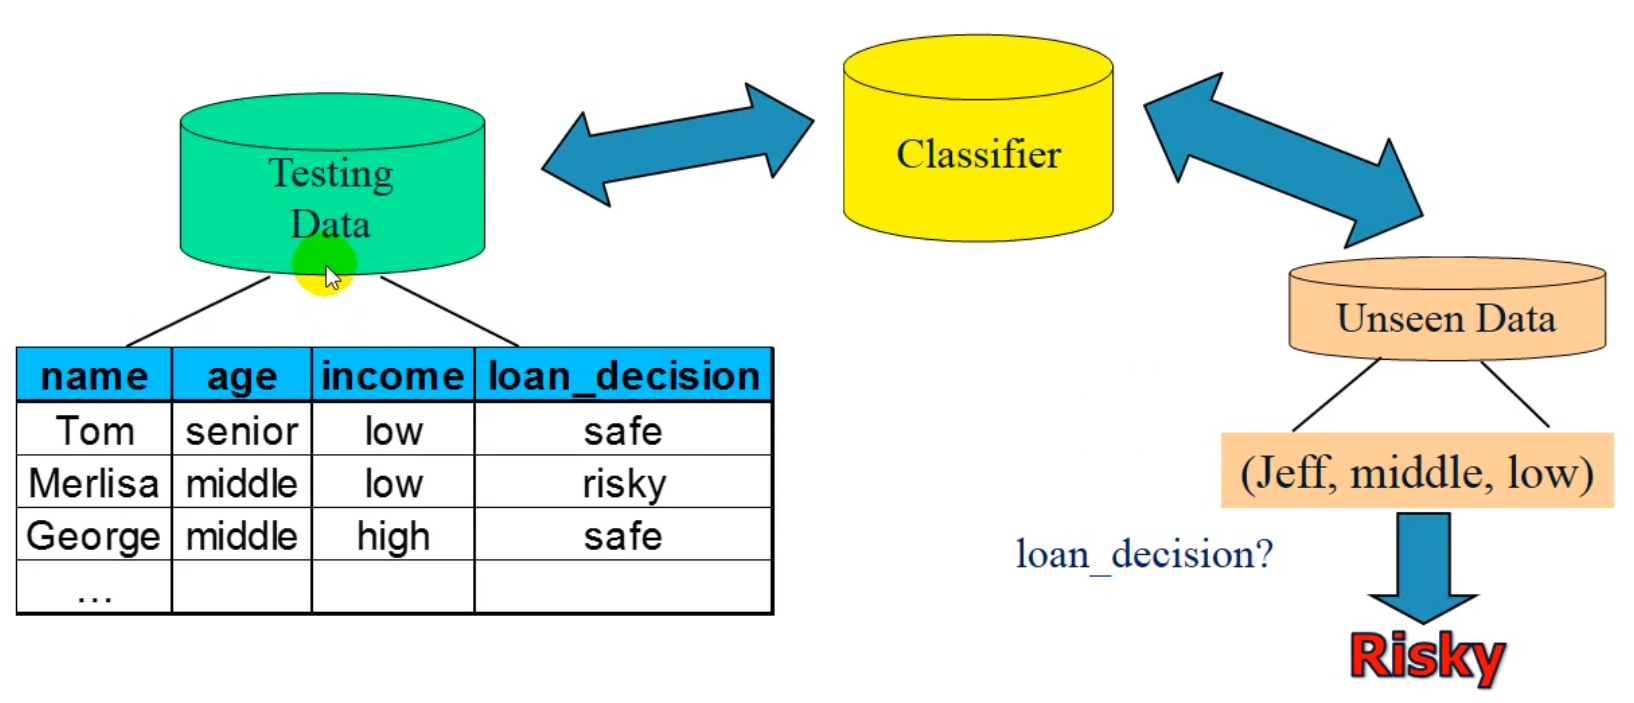 Testing
Data
Classifier
Unseen Data
name age income loan_decision
Tom senior low safe
Merlisa middle low risky
George middle high safe
...
(Jeff, middle, low)
loan_decision?
Risky